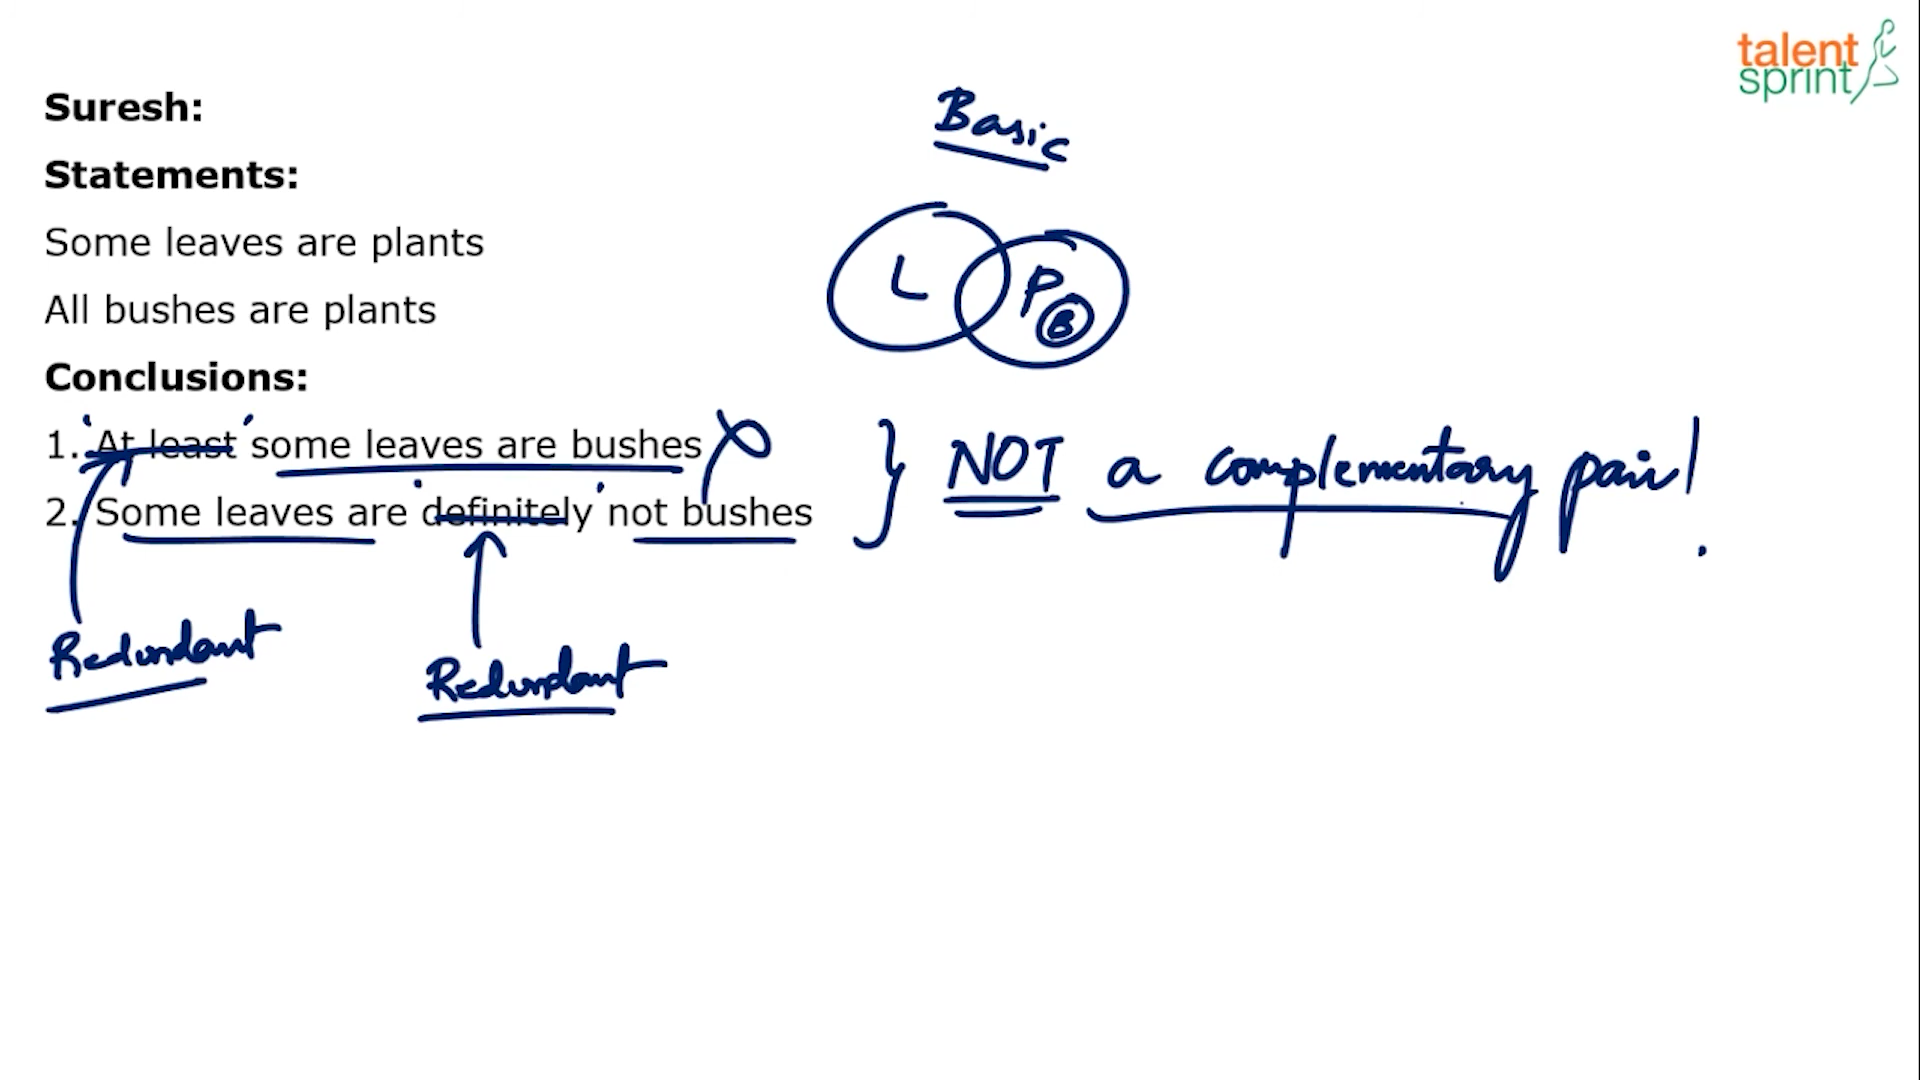 talent
sprint
Suresh:
Basic
Statements:
Some leaves are plants
L P B
All bushes are plants
Conclusions:
1. 'At least' some leaves are bushes
NOT a complementary pair!
2. Some leaves are 'definitely' not bushes
Redundant
Redundant